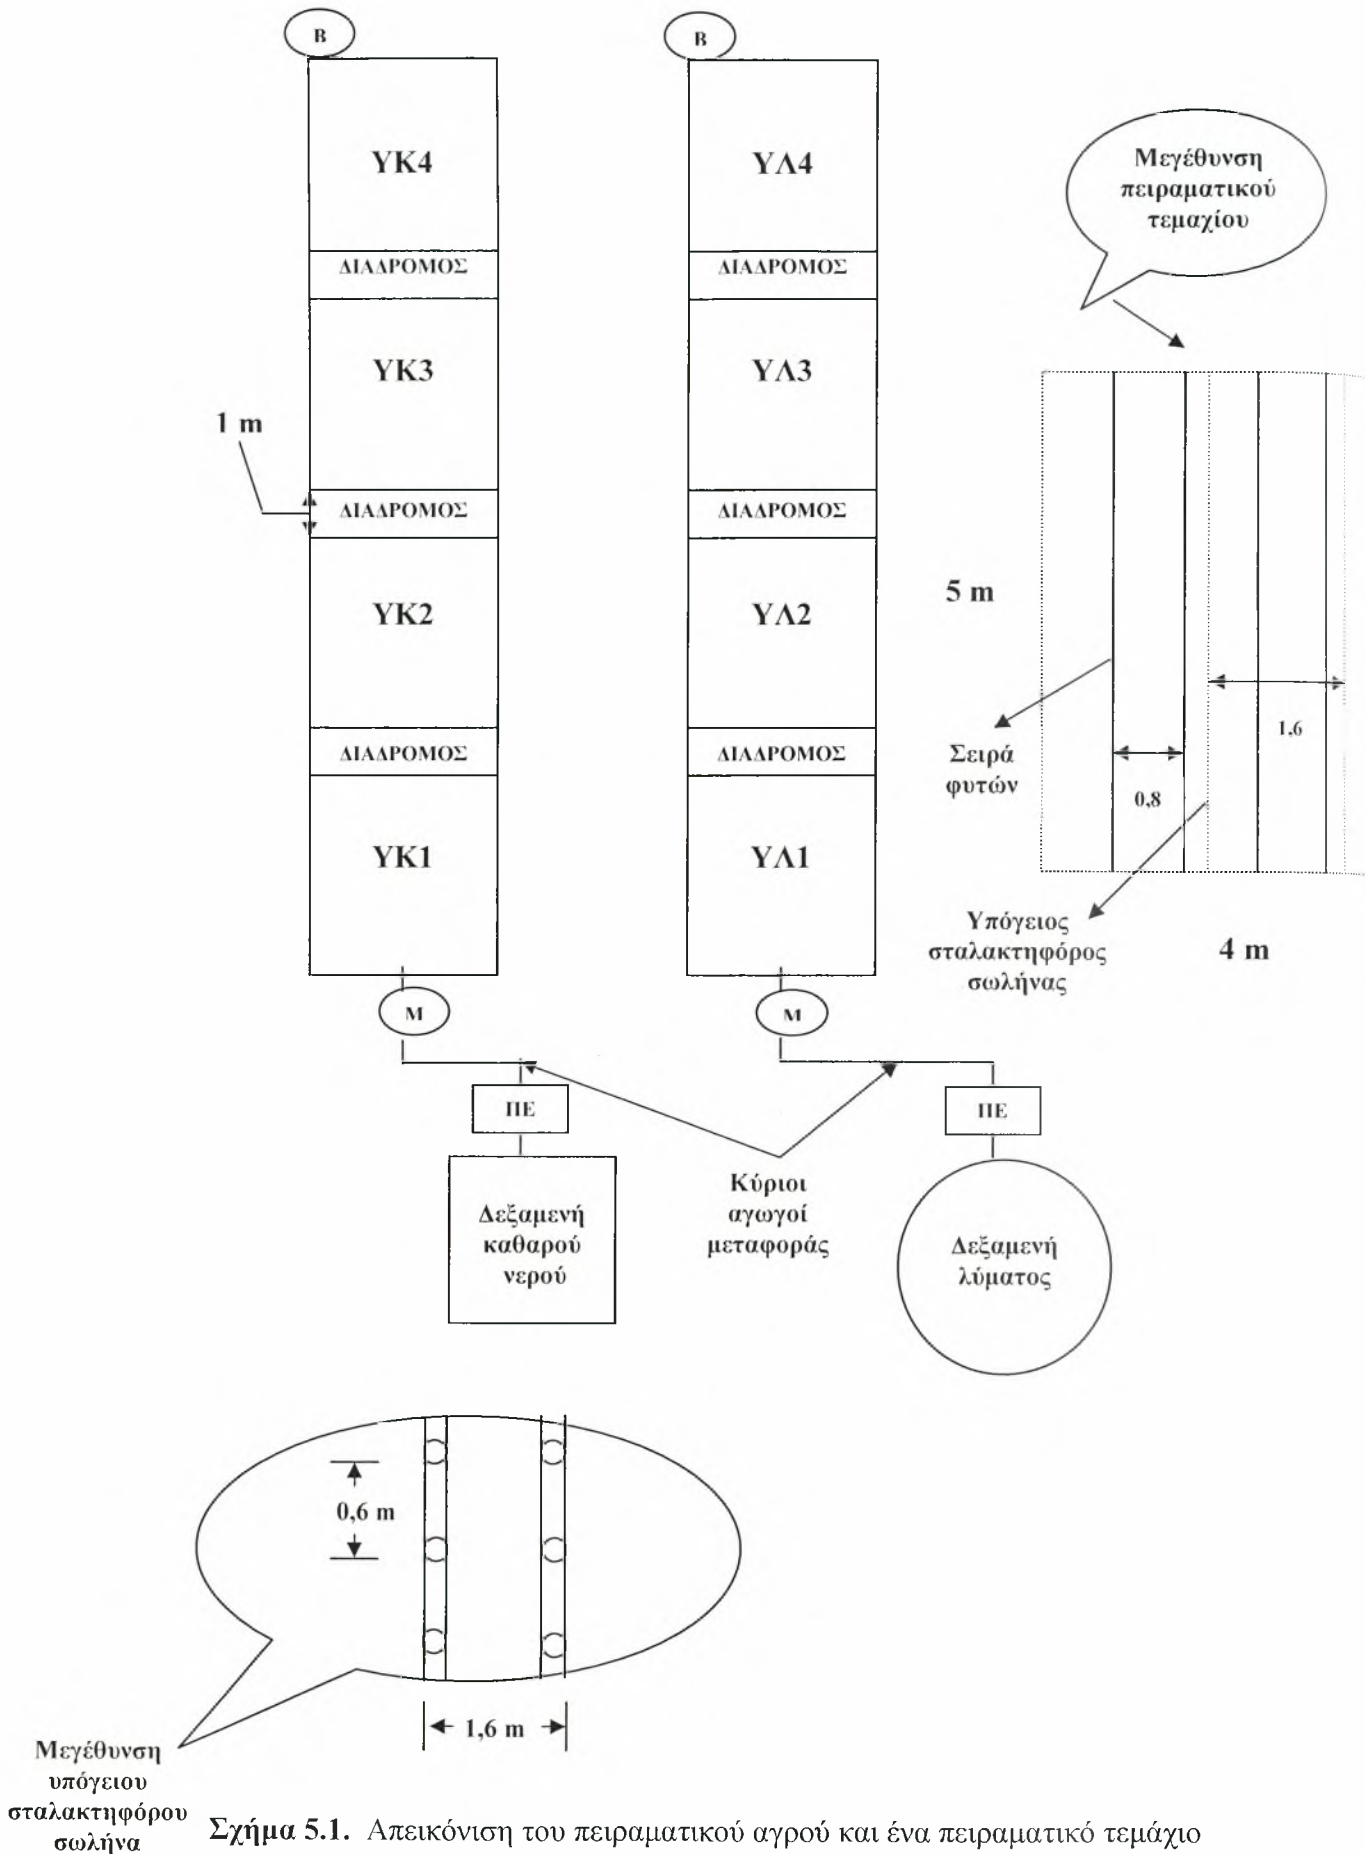 Β
Β
ΥΚ4
ΥΛ4
Μεγέθυνση
πειραματικού
τεμαχίου
ΔΙΑΔΡΟΜΟΣ
ΔΙΑΔΡΟΜΟΣ
ΥΚ3
ΥΛ3
1 m
ΔΙΑΔΡΟΜΟΣ
ΔΙΑΔΡΟΜΟΣ
5 m
ΥΚ2
ΥΛ2
1,6
ΔΙΑΔΡΟΜΟΣ
ΔΙΑΔΡΟΜΟΣ
Σειρά
φυτών
0,8
ΥΚ1
ΥΛ1
Υπόγειος
σταλακτηφόρος
σωλήνας
4 m
Μ
Μ
ΠΕ
ΠΕ
Κύριοι
αγωγοί
μεταφοράς
Δεξαμενή
καθαρού
νερού
Δεξαμενή
λύματος
0,6 m
1,6 m
Μεγέθυνση
υπόγειου
σταλακτηφόρου
σωλήνα
Σχήμα 5.1. Απεικόνιση του πειραματικού αγρού και ένα πειραματικό τεμάχιο